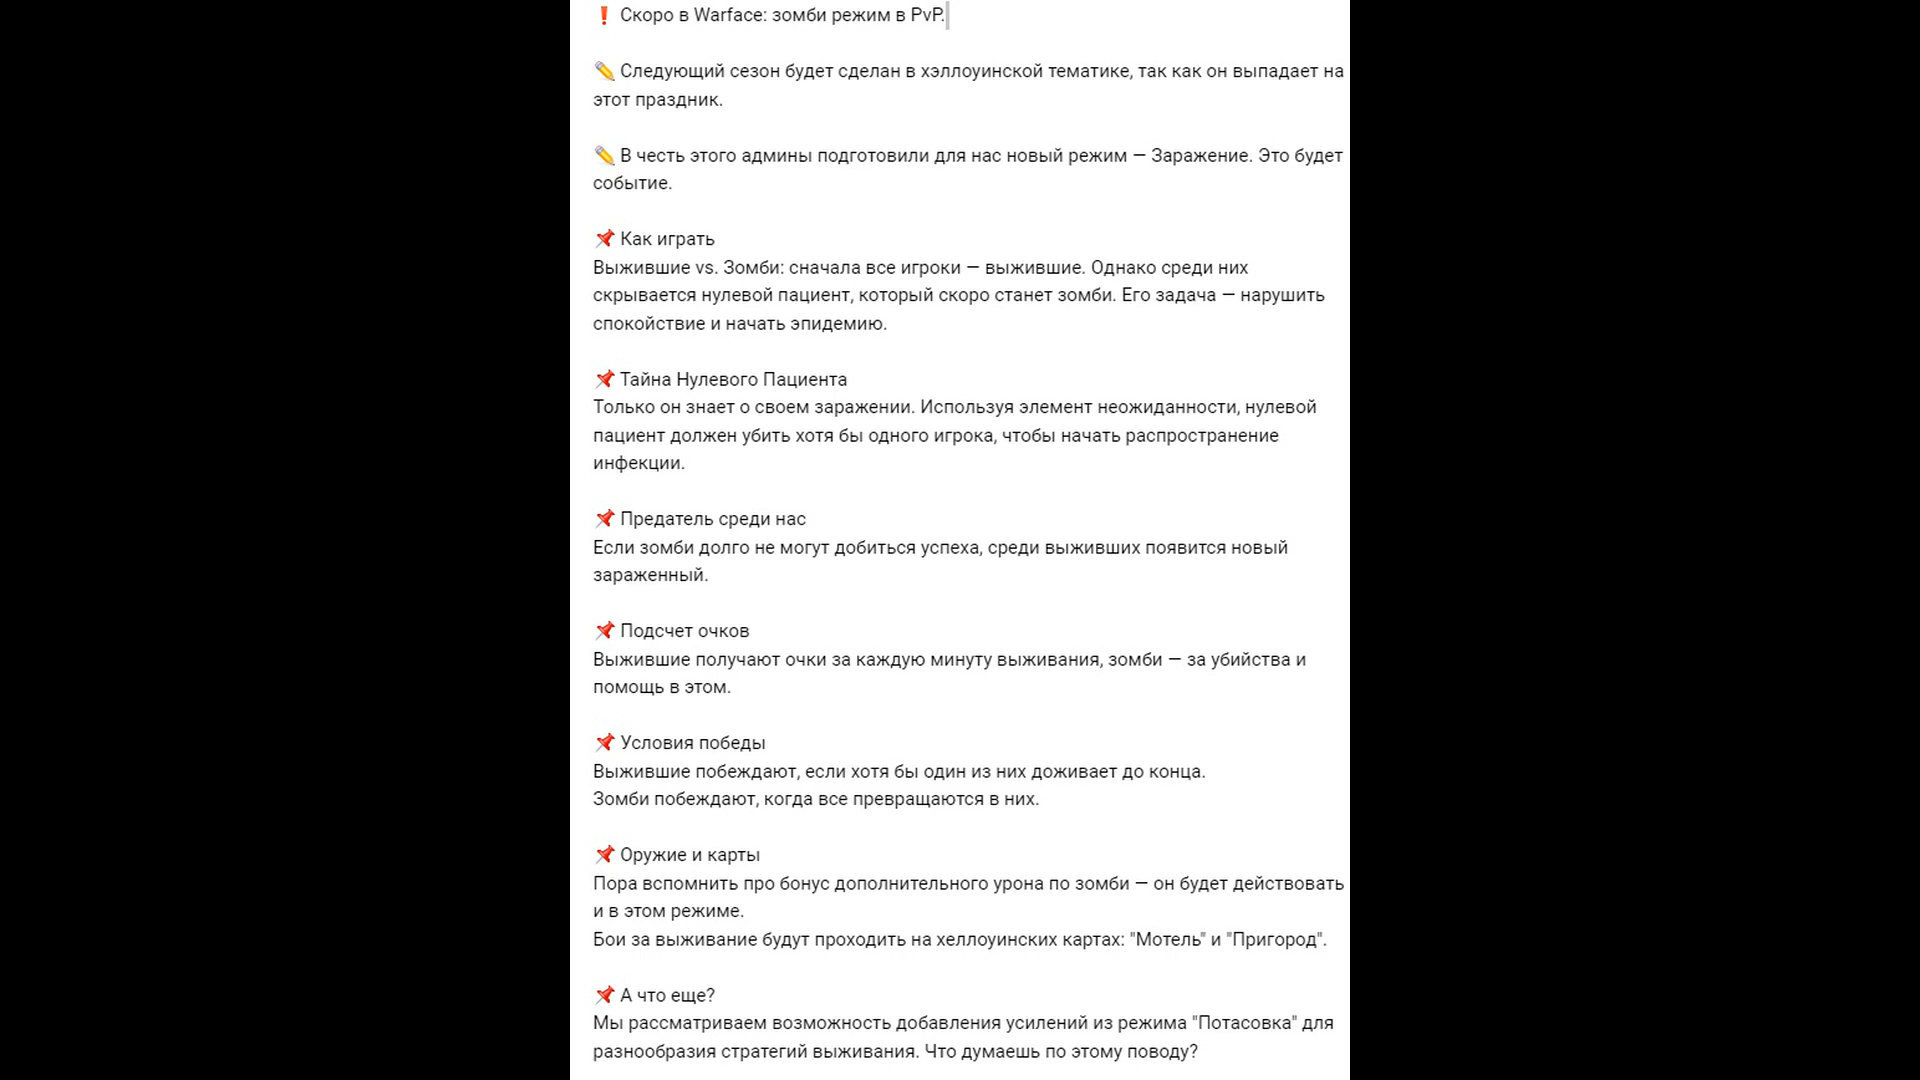 ❗ Скоро в Warface: зомби режим в PvP.
✏️ Следующий сезон будет сделан в хэллоуинской тематике, так как он выпадает на
этот праздник.
✏️ В честь этого админы подготовили для нас новый режим — Заражение. Это будет
событие.
📌 Как играть
Выжившие vs. Зомби: сначала все игроки — выжившие. Однако среди них
скрывается нулевой пациент, который скоро станет зомби. Его задача — нарушить
спокойствие и начать эпидемию.
📌 Тайна Нулевого Пациента
Только он знает о своем заражении. Используя элемент неожиданности, нулевой
пациент должен убить хотя бы одного игрока, чтобы начать распространение
инфекции.
📌 Предатель среди нас
Если зомби долго не могут добиться успеха, среди выживших появится новый
зараженный.
📌 Подсчет очков
Выжившие получают очки за каждую минуту выживания, зомби — за убийства и
помощь в этом.
📌 Условия победы
Выжившие побеждают, если хотя бы один из них доживает до конца.
Зомби побеждают, когда все превращаются в них.
📌 Оружие и карты
Пора вспомнить про бонус дополнительного урона по зомби — он будет действовать
и в этом режиме.
Бои за выживание будут проходить на хеллоуинских картах: "Мотель" и "Пригород".
📌 А что еще?
Мы рассматриваем возможность добавления усилений из режима "Потасовка" для
разнообразия стратегий выживания. Что думаешь по этому поводу?